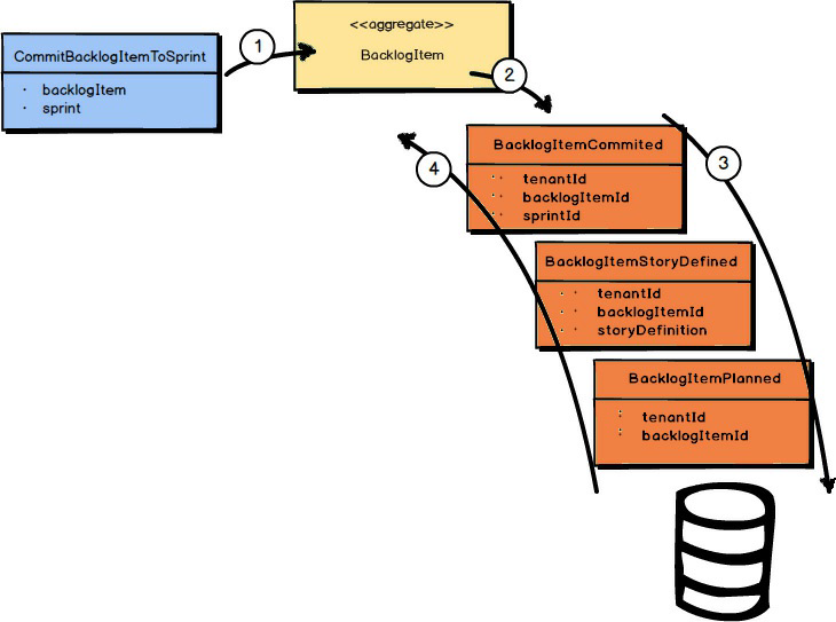 CommitBacklogItemToSprint
· backlogItem
· sprint
1
<<aggregate>>
BacklogItem
2
BacklogItemCommited
· · tenantId
· · backlogItemId
· · sprintId
3
4
BacklogItemStoryDefined
· · tenantId
· · backlogItemId
· · storyDefinition
BacklogItemPlanned
: tenantId
: backlogItemId